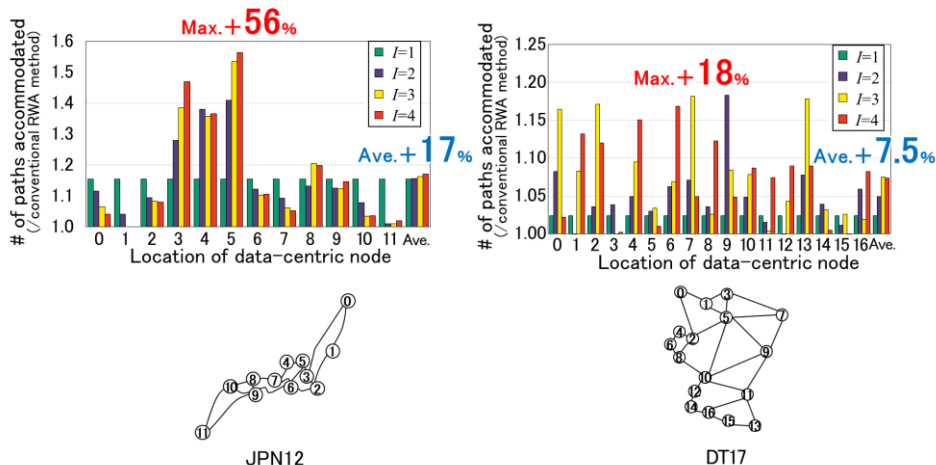 Max.+56%
# of paths accommodated
(/conventional RWA method)
1.6
1.5
1.4
1.3
1.2
1.1
1.0
I=1
I=2
I=3
I=4
Ave.+17%
0 1 2 3 4 5 6 7 8 9 10 11 Ave.
Location of data-centric node
# of paths accommodated
(/conventional RWA method)
1.25
1.20
1.15
1.10
1.05
1.00
Max.+18%
I=1
I=2
I=3
I=4
Ave.+7.5%
0 1 2 3 4 5 6 7 8 9 10 11 12 13 14 15 16 Ave.
Location of data-centric node
0
1
4 5
3
8 7
10 6 2
9
11
JPN12
0 3
1
5 7
4 2
6
8 9
10
12 11
14 16
15 13
DT17